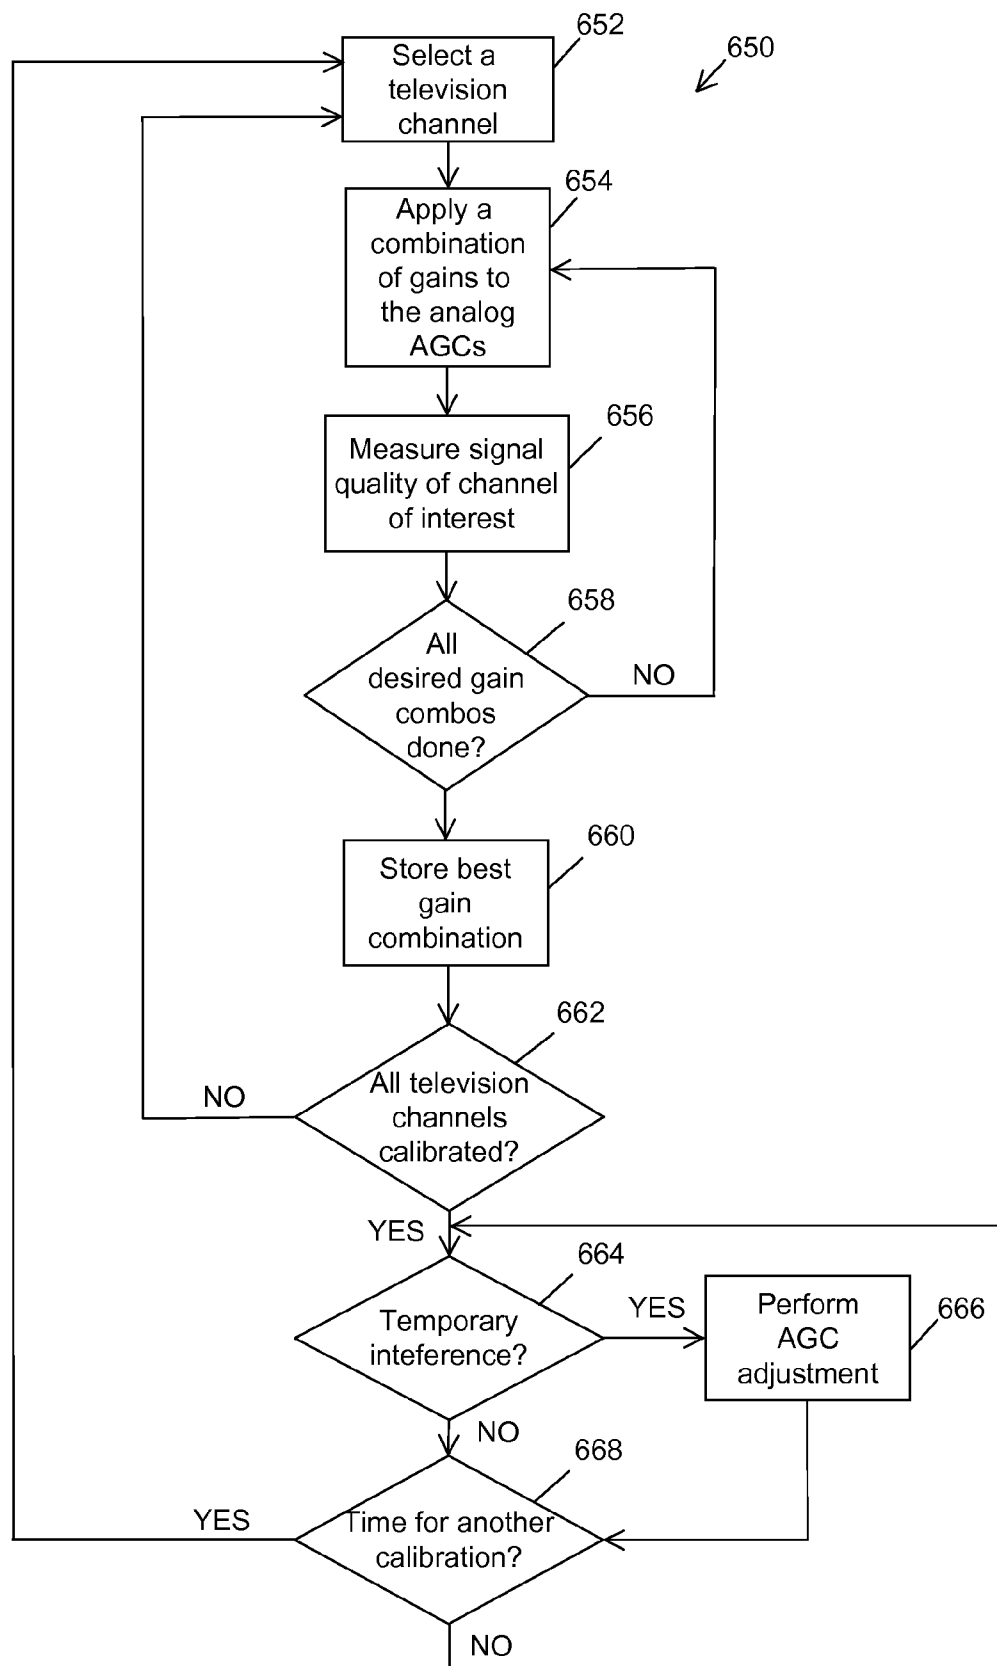 652
Select a
television
channel
650
654
Apply a
combination
of gains to
the analog
AGCs
656
Measure signal
quality of channel
of interest
658
All
desired gain
combos
done?
NO
660
Store best
gain
combination
662
All television
channels
calibrated?
NO
YES
664
Temporary
inteference?
YES
Perform
AGC
adjustment
666
NO
668
Time for another
calibration?
YES
NO